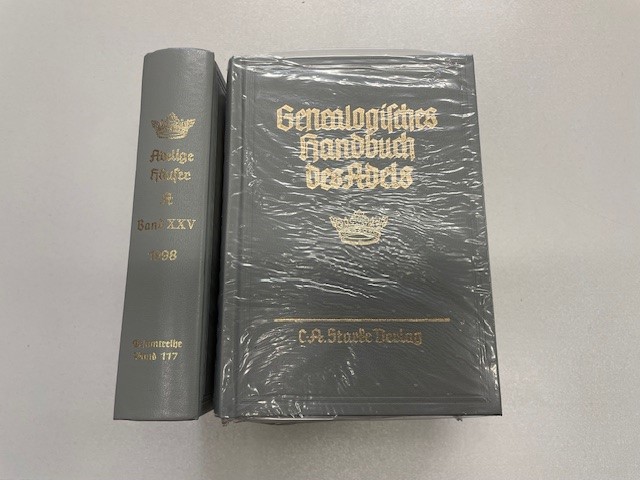 Adelige
Häuser
A
Band XXV
1998
Gesamtreihe
Band 117
Genealogisches
Handbuch
des Adels
C.A. Starke Verlag